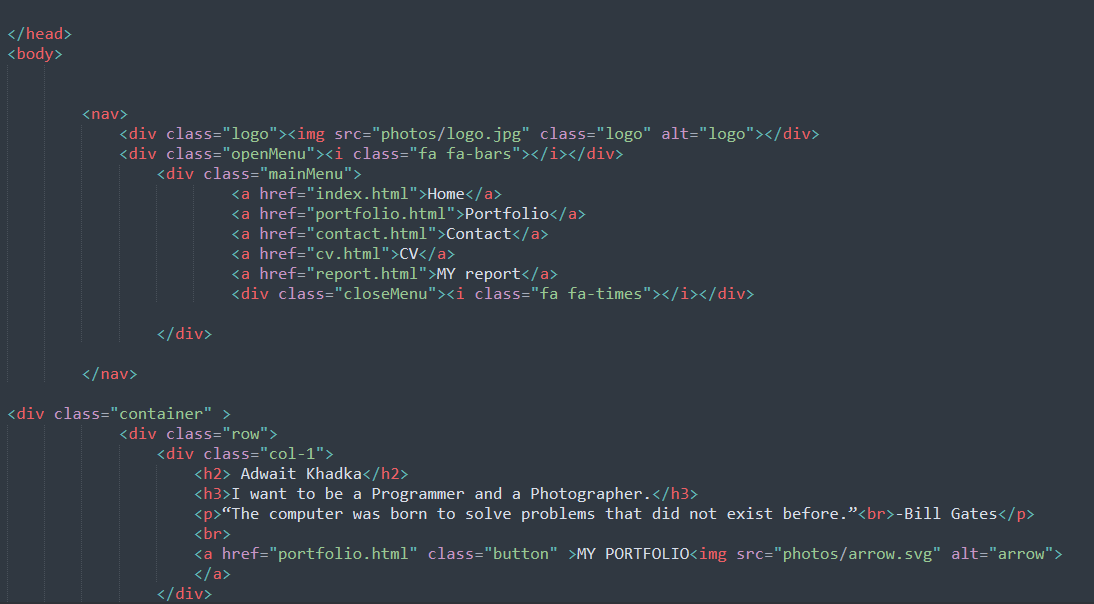 </head>
<body>
<nav>
<div class="logo"><img src="photos/logo.jpg" class="logo" alt="logo"></div>
<div class="openMenu"><i class="fa fa-bars"></i></div>
<div class="mainMenu">
<a href="index.html">Home</a>
<a href="portfolio.html">Portfolio</a>
<a href="contact.html">Contact</a>
<a href="cv.html">CV</a>
<a href="report.html">MY report</a>
<div class="closeMenu"><i class="fa fa-times"></i></div>
</div>
</nav>
<div class="container" >
<div class="row">
<div class="col-1">
<h2> Adwait Khadka</h2>
<h3>I want to be a Programmer and a Photographer.</h3>
<p>“The computer was born to solve problems that did not exist before.”<br>-Bill Gates</p>
<br>
<a href="portfolio.html" class="button" >MY PORTFOLIO<img src="photos/arrow.svg" alt="arrow">
</a>
</div>